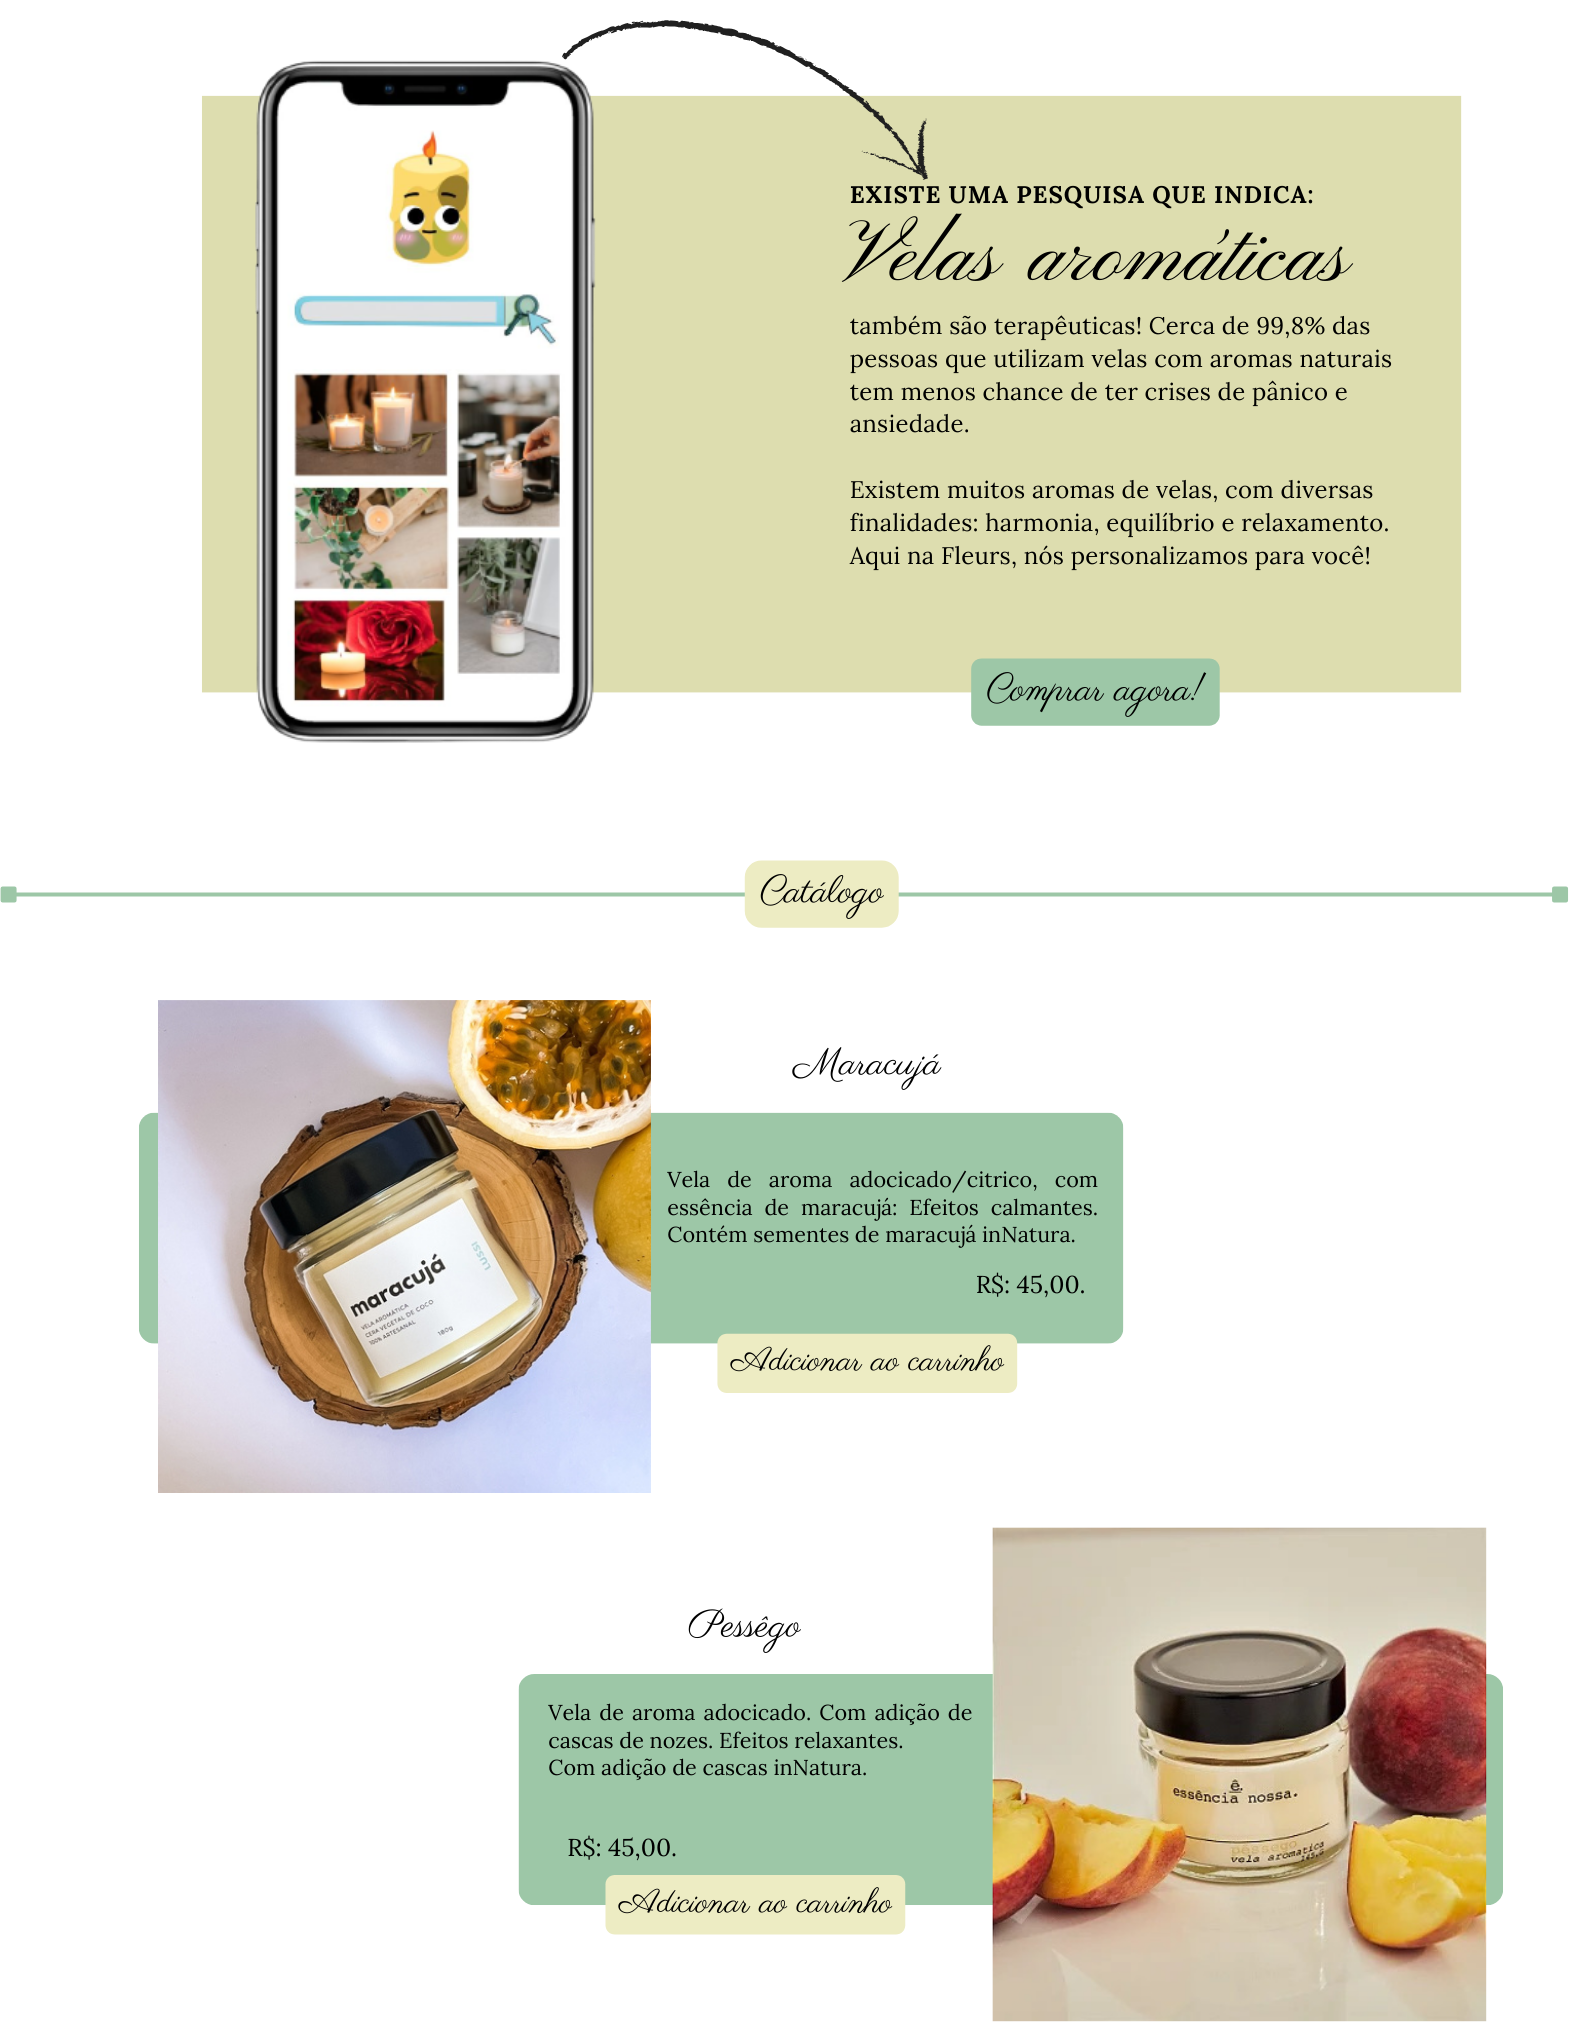 EXISTE UMA PESQUISA QUE INDICA:
Velas aromáticas
também são terapêuticas! Cerca de 99,8% das
pessoas que utilizam velas com aromas naturais
tem menos chance de ter crises de pânico e
ansiedade.
Existem muitos aromas de velas, com diversas
finalidades: harmonia, equilíbrio e relaxamento.
Aqui na Fleurs, nós personalizamos para você!
Comprar agora!
Catálogo
Maracujá
Vela de aroma adocicado/citrico, com
essência de maracujá: Efeitos calmantes.
Contém sementes de maracujá inNatura.
R$: 45,00.
Adicionar ao carrinho
maracujá
LUSSI
VELA AROMÁTICA
CERA VEGETAL DE COCO
100% ARTESANAL
180g
Pessêgo
Vela de aroma adocicado. Com adição de
cascas de nozes. Efeitos relaxantes.
Com adição de cascas inNatura.
R$: 45,00.
Adicionar ao carrinho
ê.
essência nossa.
pêssego
vela aromática